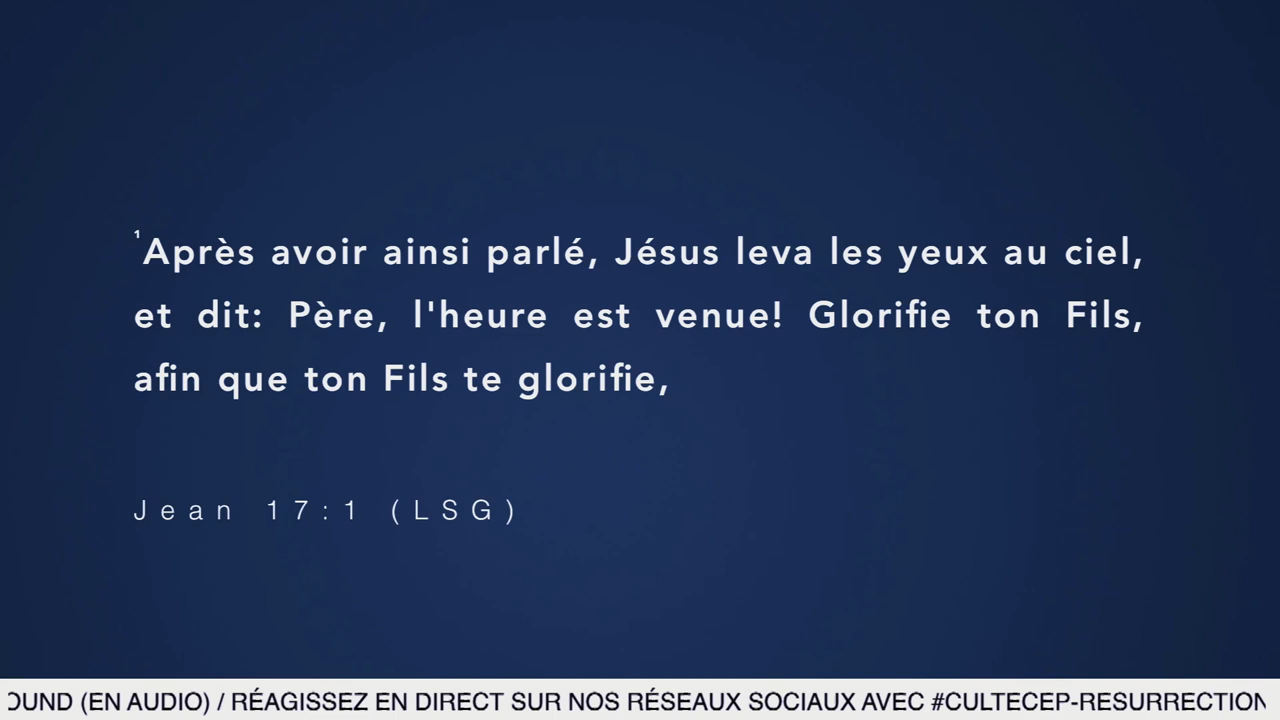 ¹Après avoir ainsi parlé, Jésus leva les yeux au ciel,
et dit: Père, l'heure est venue! Glorifie ton Fils,
afin que ton Fils te glorifie,
Jean 17:1 (LSG)
OUND (EN AUDIO) / RÉAGISSEZ EN DIRECT SUR NOS RÉSEAUX SOCIAUX AVEC #CULTECEP-RESURRECTION